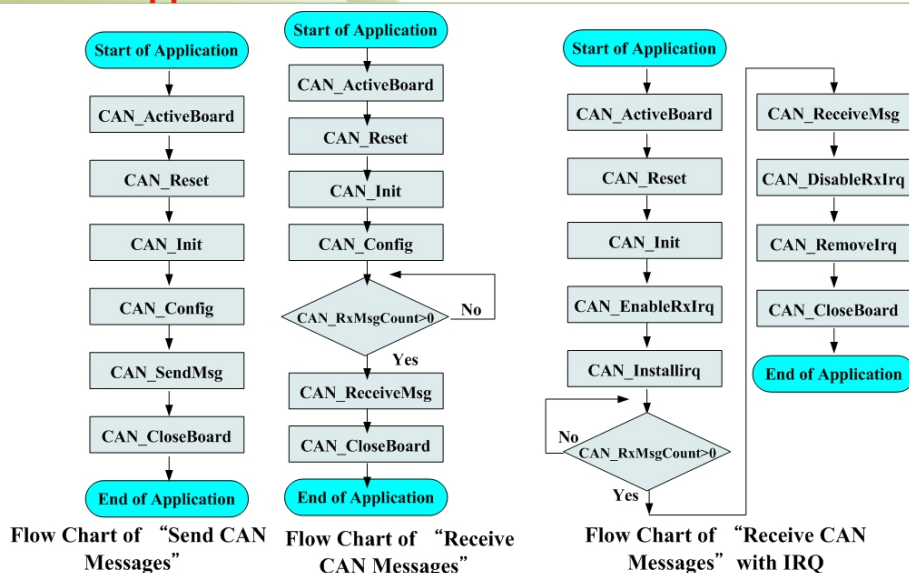 Start of Application
CAN_ActiveBoard
CAN_Reset
CAN_Init
CAN_Config
CAN_SendMsg
CAN_CloseBoard
End of Application
Flow Chart of “Send CAN
Messages”
Start of Application
CAN_ActiveBoard
CAN_Reset
CAN_Init
CAN_Config
CAN_RxMsgCount>0
No
Yes
CAN_ReceiveMsg
CAN_CloseBoard
End of Application
Flow Chart of “Receive
CAN Messages”
Start of Application
CAN_ActiveBoard
CAN_Reset
CAN_Init
CAN_EnableRxIrq
CAN_Installirq
No
CAN_RxMsgCount>0
Yes
CAN_ReceiveMsg
CAN_DisableRxIrq
CAN_RemoveIrq
CAN_CloseBoard
End of Application
Flow Chart of “Receive CAN
Messages” with IRQ